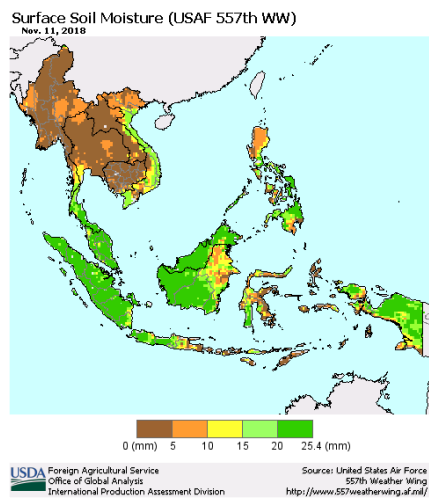 Surface Soil Moisture (USAF 557th WW)
Nov. 11, 2018
0 (mm) 5 10 15 20 25.4 (mm)
USDA Foreign Agricultural Service
Office of Global Analysis
International Production Assessment Division
Source: United States Air Force
557th Weather Wing
http://www.557weatherwing.af.mil/